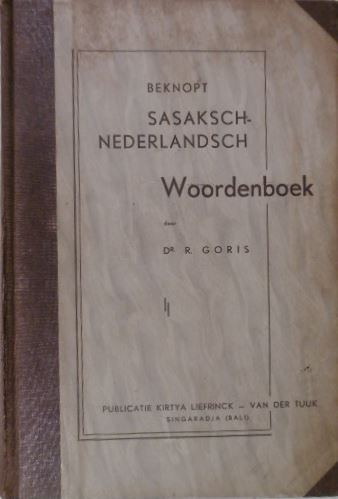 BEKNOPT
SASAKSCH-
NEDERLANDSCH
Woordenboek
door
DR. R. GORIS
PUBLICATIE KIRTYA LIEFRINCK – VAN DER TUUK
SINGARADJA (BALI)